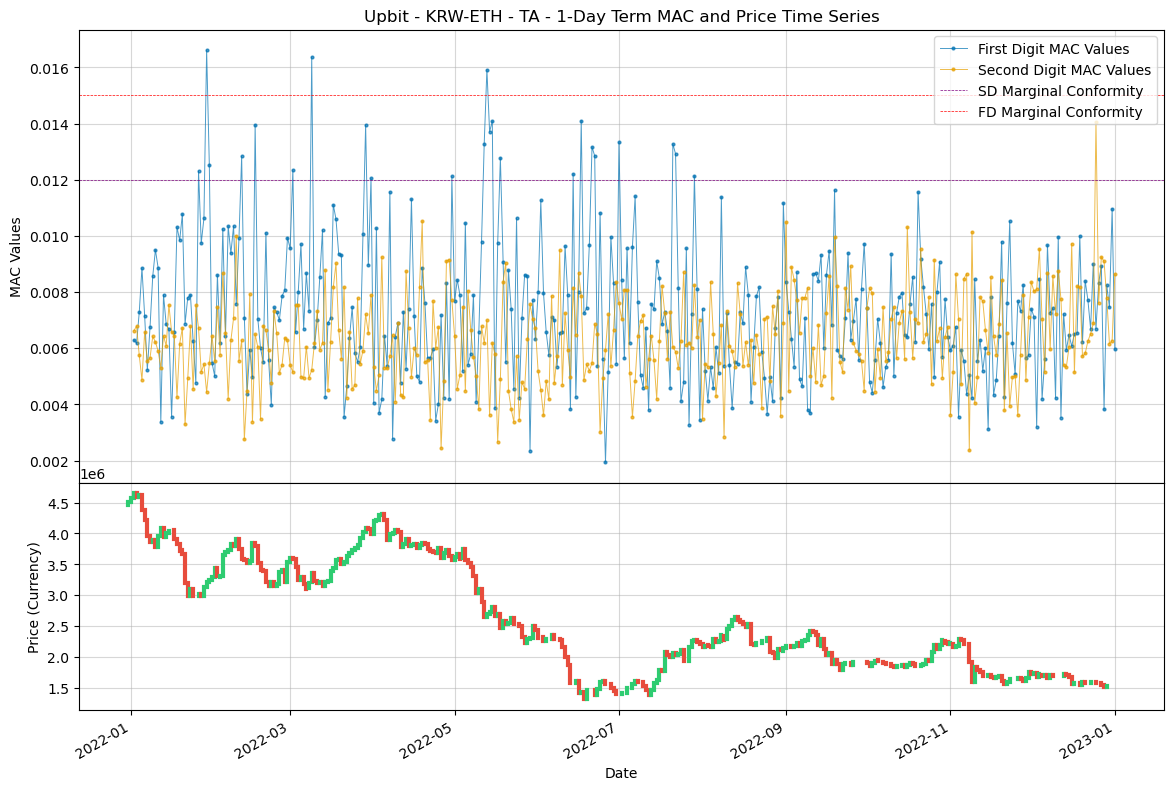 Upbit - KRW-ETH - TA - 1-Day Term MAC and Price Time Series
First Digit MAC Values
Second Digit MAC Values
SD Marginal Conformity
FD Marginal Conformity
MAC Values
0.016
0.014
0.012
0.010
0.008
0.006
0.004
0.002
1e6
Price (Currency)
4.5
4.0
3.5
3.0
2.5
2.0
1.5
2022-01
2022-03
2022-05
2022-07
2022-09
2022-11
2023-01
Date